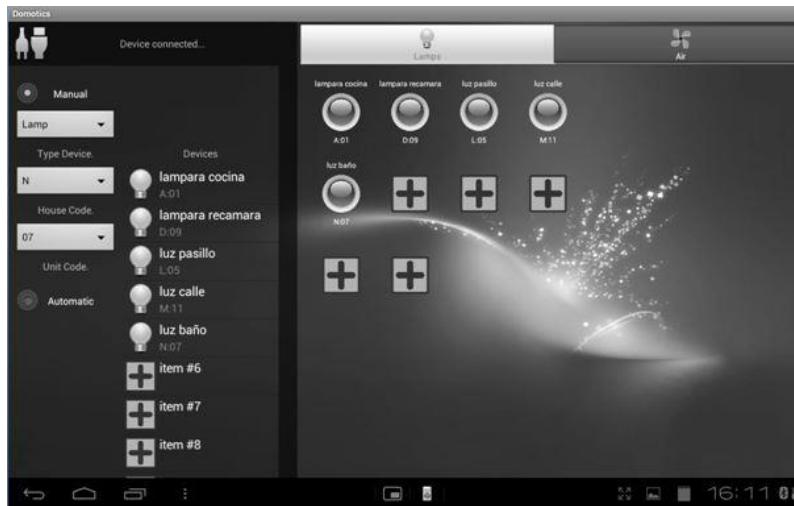 Domotics
Device connected...
Manual
Lamp
Type Device.
N
House Code.
07
Unit Code.
Automatic
Devices
lampara cocina
A:01
lampara recamara
D:09
luz pasillo
L:05
luz calle
M:11
luz baño
N:07
item #6
item #7
item #8
Lamps
Air
lampara cocina lampara recamara luz pasillo luz calle
A:01 D:09 L:05 M:11
luz baño
N:07
16:11